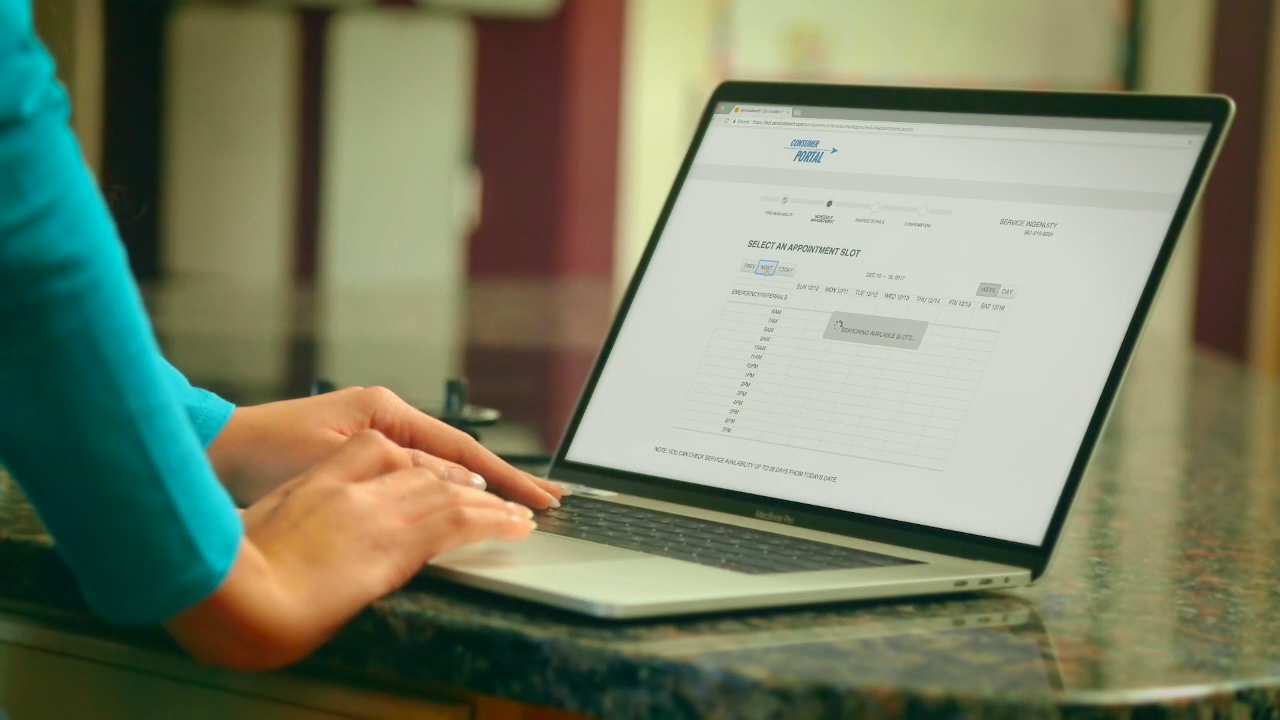 CONSUMER
PORTAL
SCHEDULE
APPOINTMENT
SERVICE DETAILS
CONFIRMATION
SERVICE INGENUITY
SELECT AN APPOINTMENT SLOT
PREV NEXT TODAY
DEC 10 – 16, 2017
WEEK DAY
SUN 12/10 MON 12/11 TUE 12/12 WED 12/13 THU 12/14 FRI 12/15 SAT 12/16
EMERGENCY/REFERRALS
6AM
7AM
8AM
9AM
10AM
11AM
12PM
1PM
2PM
3PM
4PM
5PM
6PM
7PM
SEARCHING AVAILABLE SLOTS...
NOTE: YOU CAN CHECK SERVICE AVAILABILITY UP TO DAYS FROM TODAYS DATE
MacBook Pro